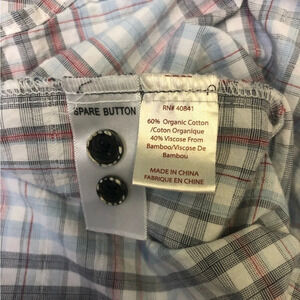 SPARE BUTTON
RN# 40841
60% Organic Cotton
/Coton Organique
40% Viscose From
Bamboo/Viscose De
Bambou
MADE IN CHINA
FABRIQUE EN CHINE